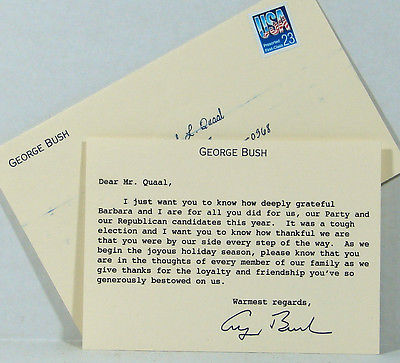 USA
Presorted
First-Class
23
L. Quaal
0968
GEORGE BUSH
GEORGE BUSH
Dear Mr. Quaal,
I just want you to know how deeply grateful
Barbara and I are for all you did for us, our Party and
our Republican candidates this year. It was a tough
election and I want you to know how thankful we are
that you were by our side every step of the way. As we
begin the joyous holiday season, please know that you
are in the thoughts of every member of our family as we
give thanks for the loyalty and friendship you've so
generously bestowed on us.
Warmest regards,
Bush